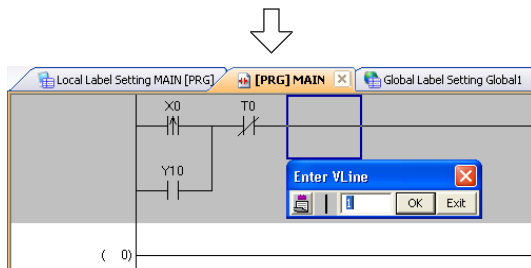 Local Label Setting MAIN [PRG] [PRG] MAIN Global Label Setting Global1
X0 T0
Y10
Enter VLine
1 OK Exit
( 0)